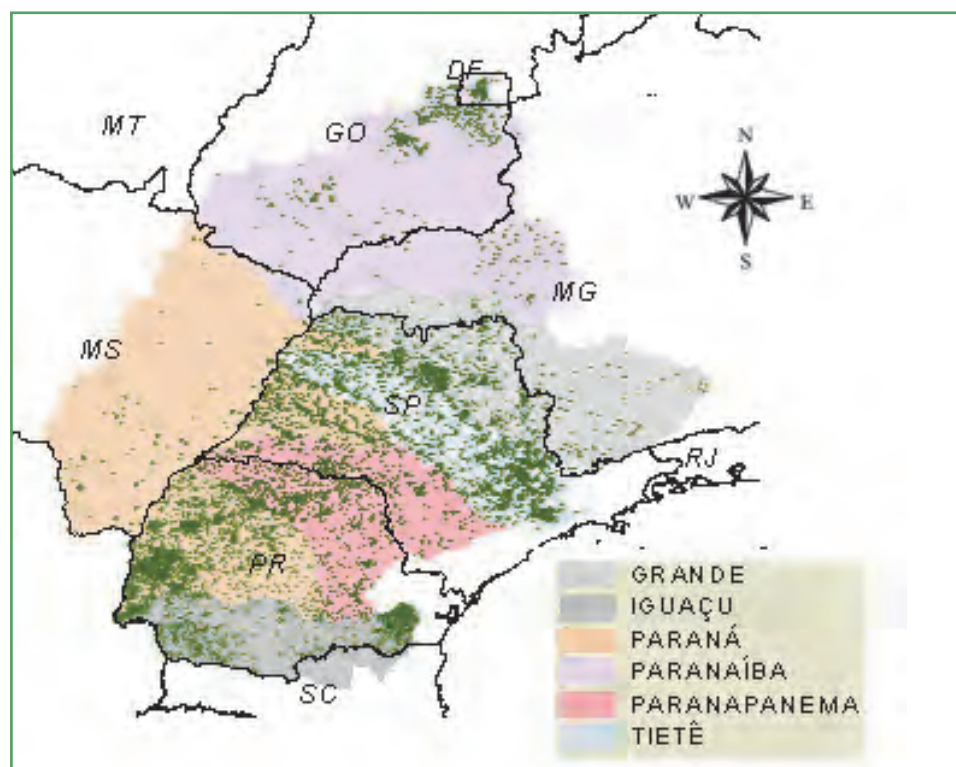 DF
MT
GO
N
W E
S
MG
MS
SP
RJ
PR
SC
GRANDE
IGUAÇU
PARANÁ
PARANAÍBA
PARANAPANEMA
TIETÊ